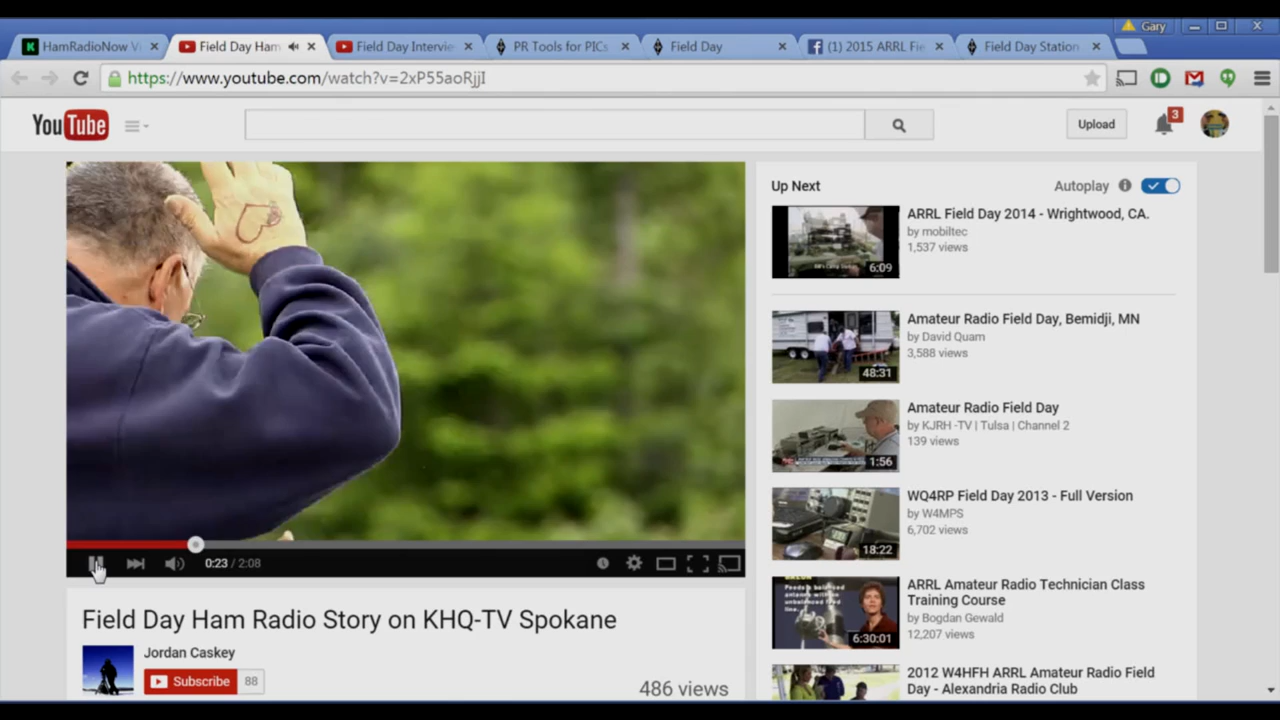 Gary
HamRadioNow V
Field Day Ham
Field Day Intervie
PR Tools for PICs
Field Day
(1) 2015 ARRL Fie
Field Day Station
https://www.youtube.com/watch?v=2xP55aoRjjI
YouTube
Upload
3
Up Next
Autoplay
ARRL Field Day 2014 - Wrightwood, CA.
by mobiltec
1,537 views
6:09
Amateur Radio Field Day, Bemidji, MN
by David Quam
3,588 views
48:31
Amateur Radio Field Day
by KJRH -TV | Tulsa | Channel 2
139 views
1:56
WQ4RP Field Day 2013 - Full Version
by W4MPS
6,702 views
18:22
ARRL Amateur Radio Technician Class
Training Course
by Bogdan Gewald
12,207 views
6:30:01
2012 W4HFH ARRL Amateur Radio Field
Day - Alexandria Radio Club
0:23 / 2:08
Field Day Ham Radio Story on KHQ-TV Spokane
Jordan Caskey
Subscribe 88
486 views